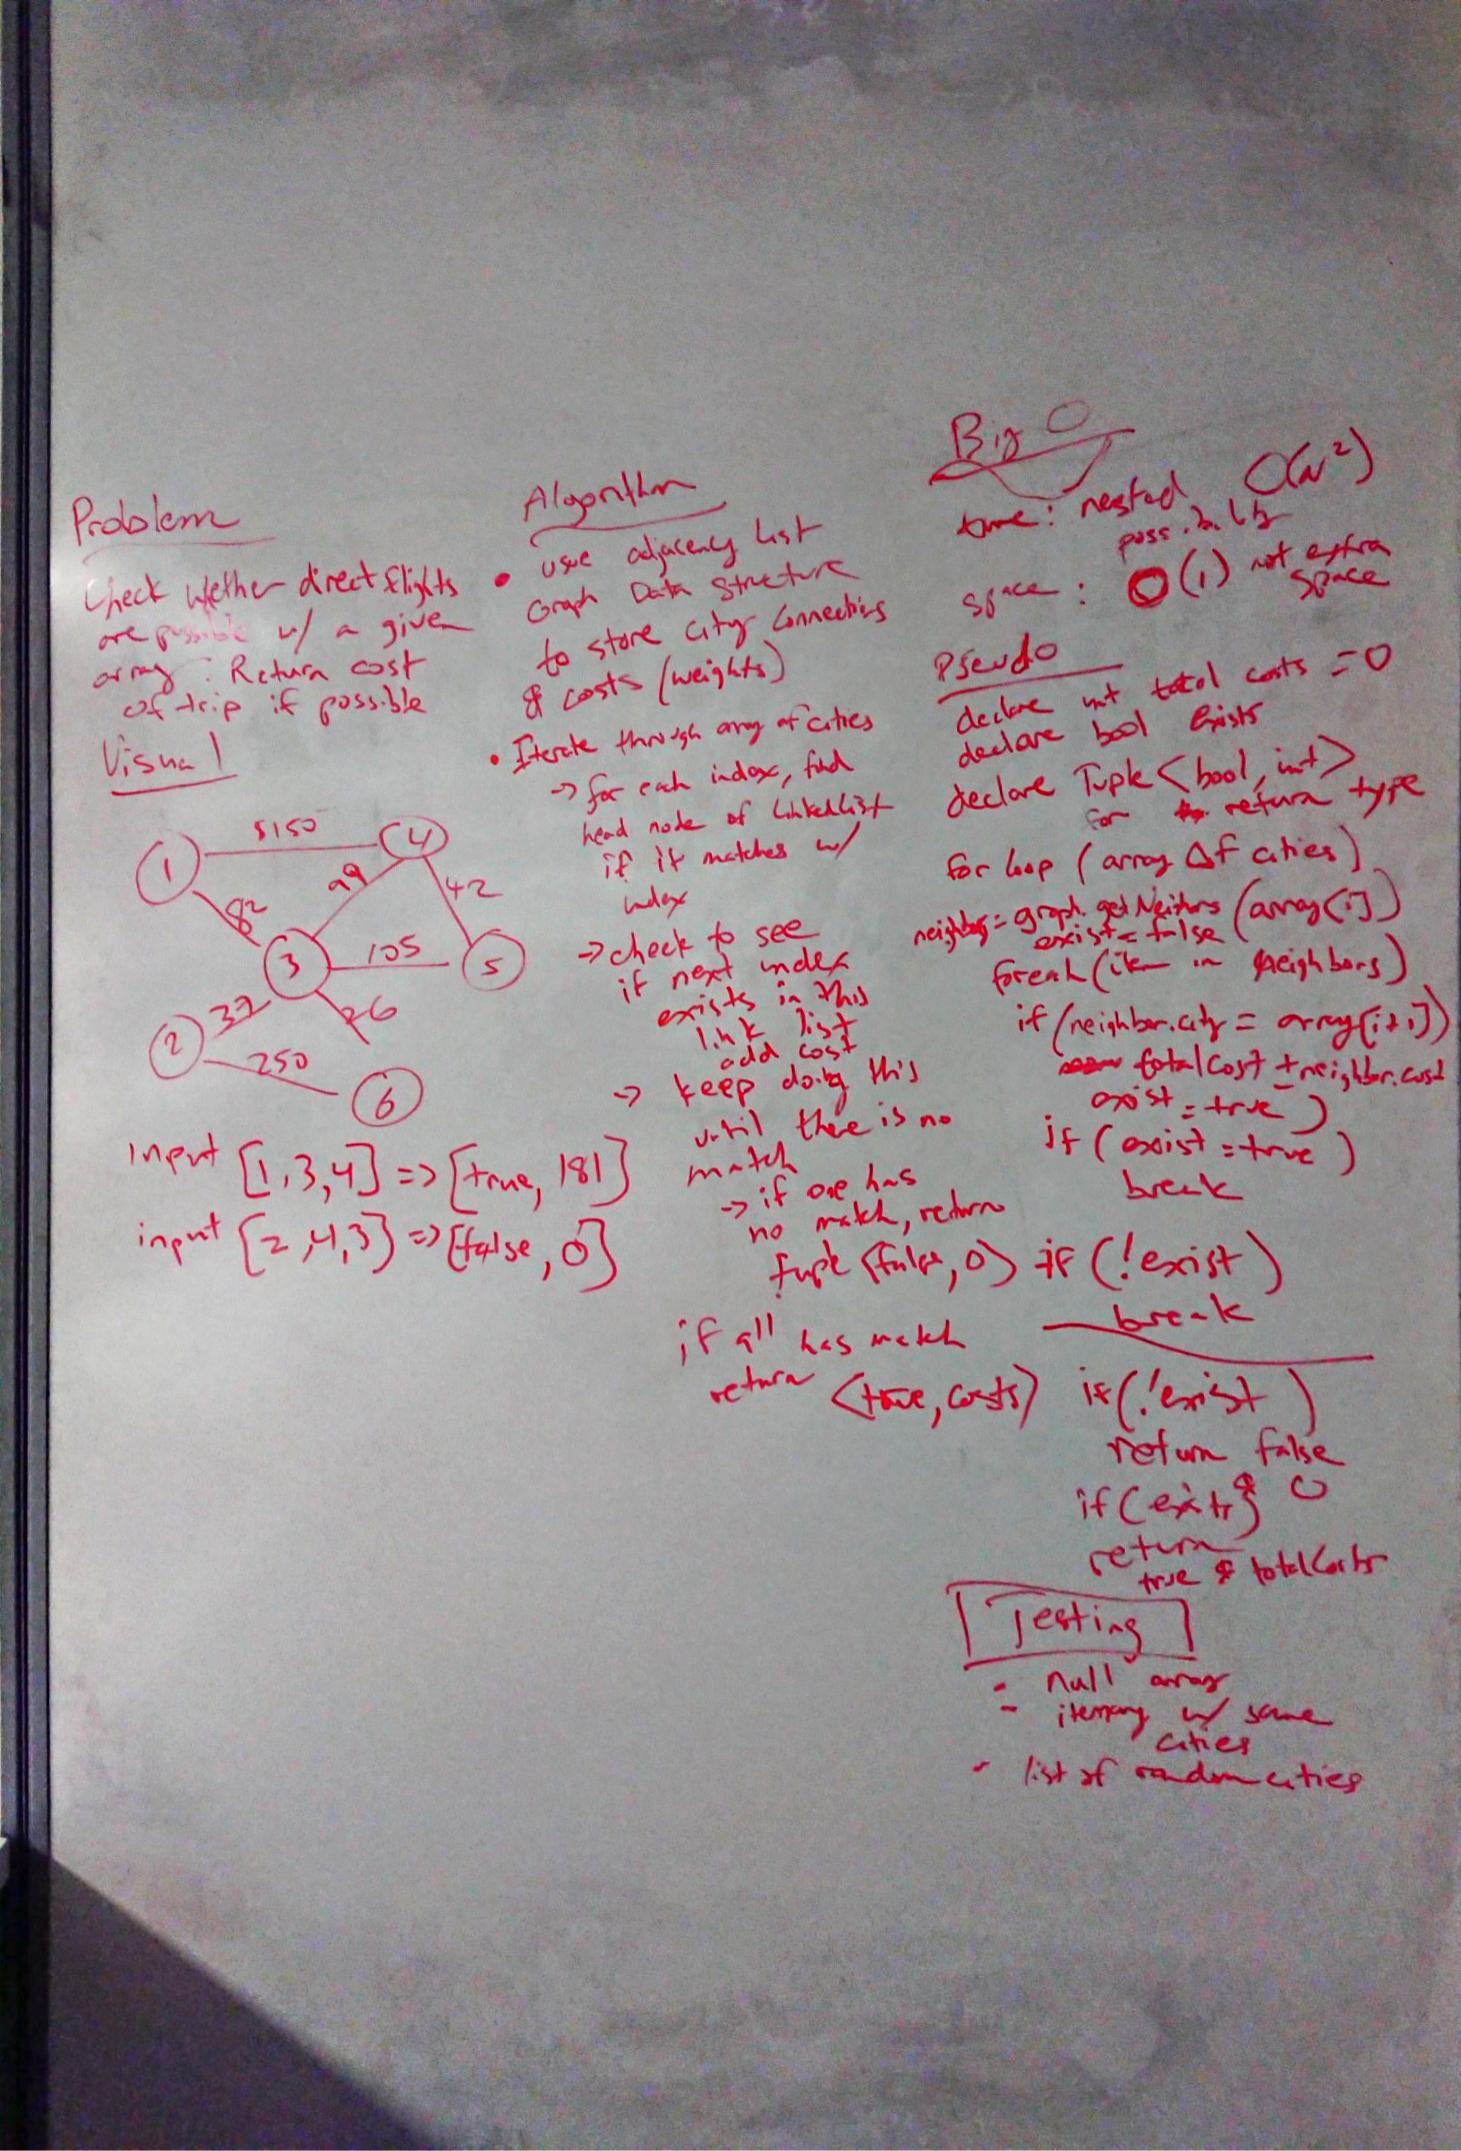 Problem
Check whether direct flights
are possible w/ a given
array. Return cost
of trip if possible
Visual
1
$150
4
82
99
42
3
105
5
37
26
2
250
6
input [1,3,4] => [true, 181]
input [2,4,3] => [false, 0]
Algorithm
• use adjacency list
Graph Data Structure
to store city connections
& costs (weights)
• Iterate through array of cities
-> for each index, find
head node of LinkedList
if it matches w/
index
-> check to see
if next index
exists in this
link list
add cost
-> keep doing this
until there is no
match
-> if one has
no match, return
tuple (false, 0)
if all has match
return <true, costs>
Big O
time: nested O(N²)
possibility
space: O(1) not extra
space
Pseudo
declare int total costs = 0
declare bool Exists
declare Tuple <bool, int>
for return type
for loop (array of cities)
neighbors = graph.getNeighbors (array[i])
exist = false
foreach (item in neighbors)
if (neighbor.city = array[i+1])
totalCost += neighbor.cost
exist = true)
if (exist = true)
break
if (!exist)
break
if (!exist)
return false
& 0
if (exists)
return
true & totalCosts
Testing
- null array
- itenrary w/ same
cities
- list of random cities